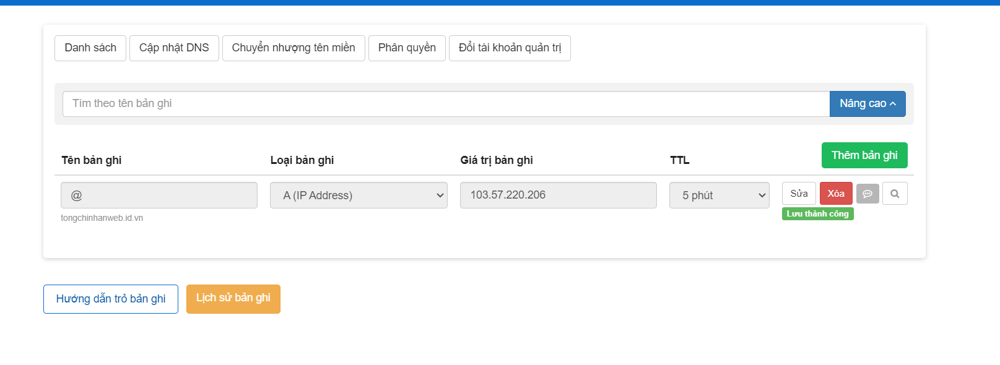 Danh sách Cập nhật DNS Chuyển nhượng tên miền Phân quyền Đổi tài khoản quản trị
Tìm theo tên bản ghi Nâng cao
Tên bản ghi Loại bản ghi Giá trị bản ghi TTL Thêm bản ghi
@ A (IP Address) 103.57.220.206 5 phút Sửa Xóa
tongchinhanweb.id.vn Lưu thành công
Hướng dẫn trỏ bản ghi Lịch sử bản ghi